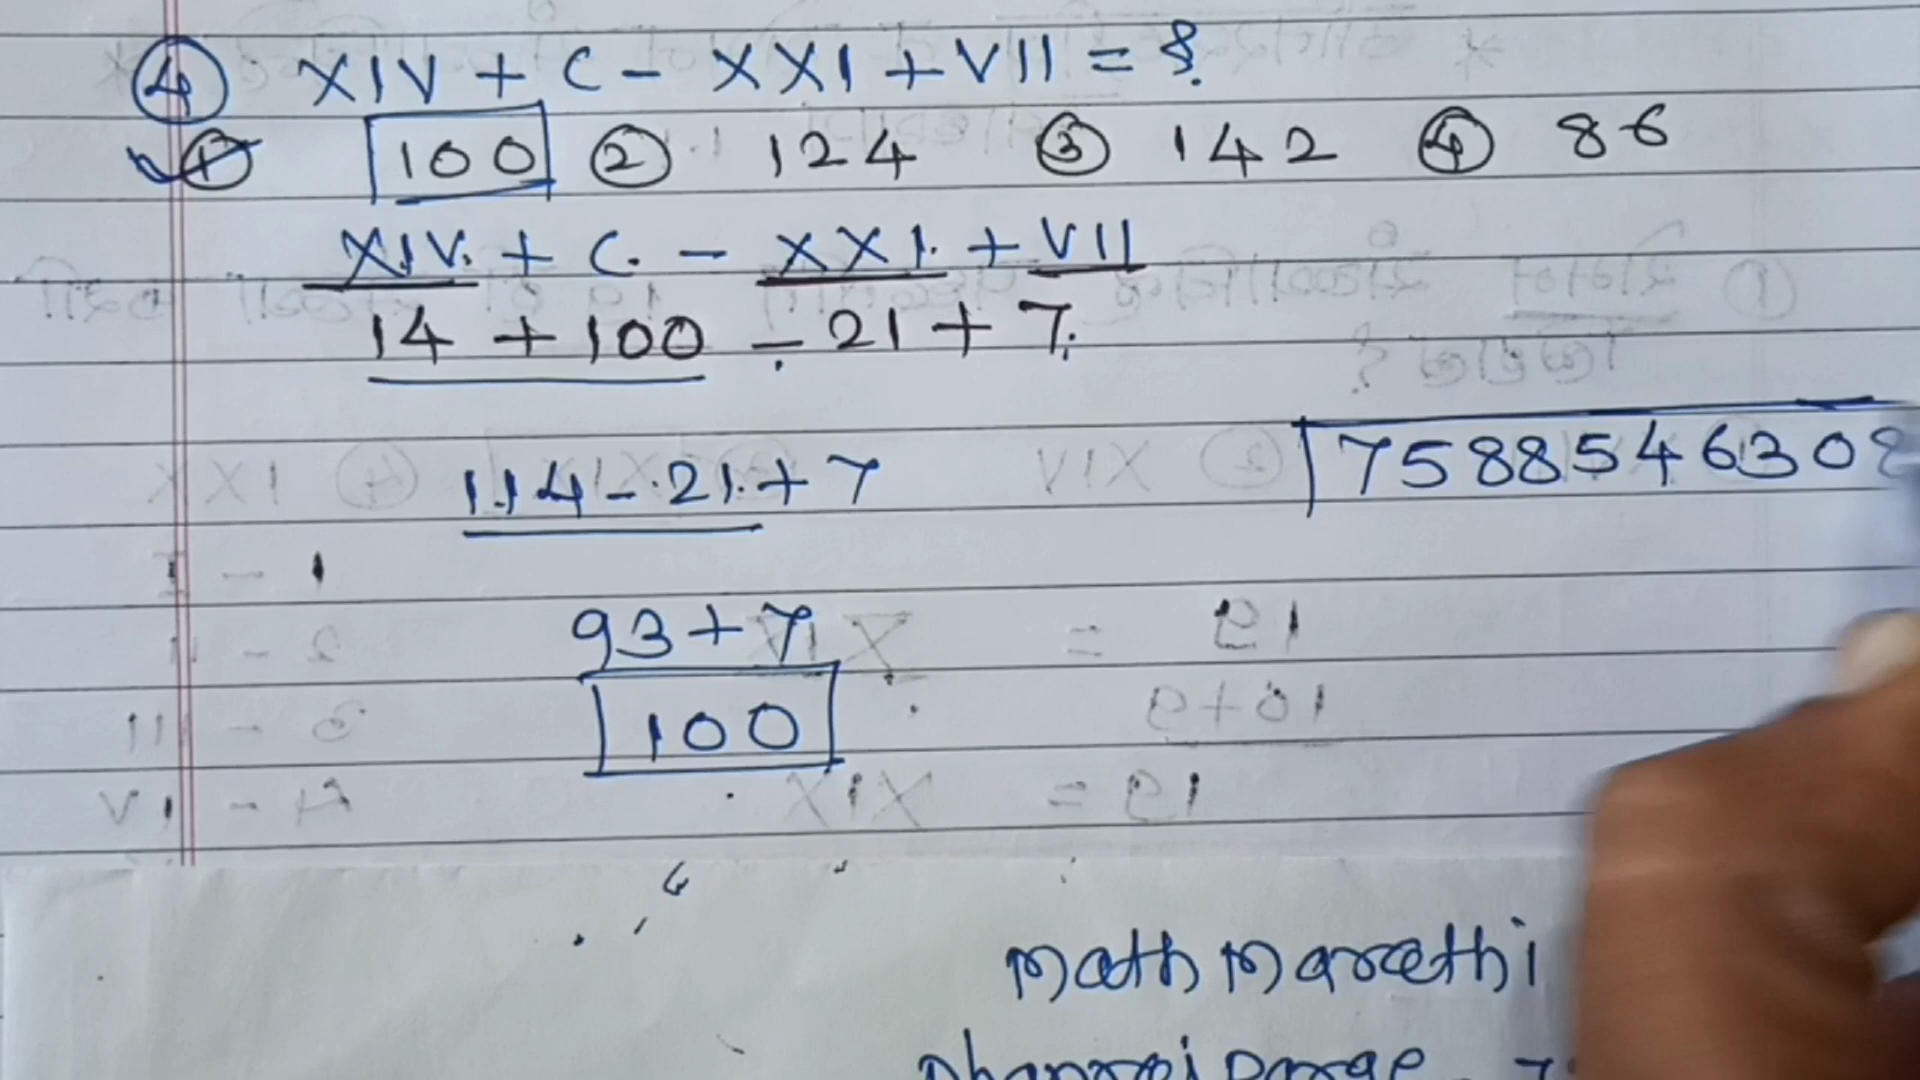 ④ XIV + C - XXI + VII = ?
① 100 ② 124 ③ 142 ④ 86
XIV + C - XXI + VII
14 + 100 - 21 + 7
114 - 21 + 7
7588546308
93 + 7
100
Math Marathi